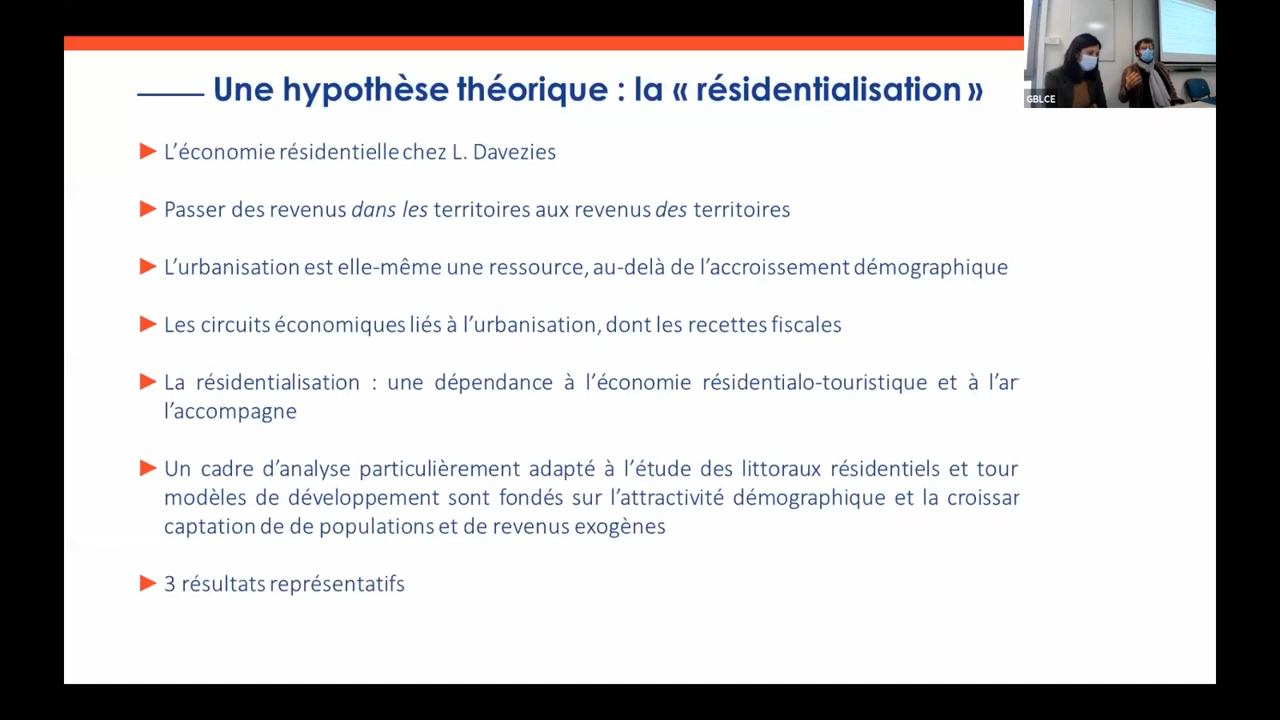 Une hypothèse théorique : la « résidentialisation »
GBLCE
L’économie résidentielle chez L. Davezies
Passer des revenus dans les territoires aux revenus des territoires
L’urbanisation est elle-même une ressource, au-delà de l’accroissement démographique
Les circuits économiques liés à l’urbanisation, dont les recettes fiscales
La résidentialisation : une dépendance à l’économie résidentialo-touristique et à
l’accompagne
Un cadre d’analyse particulièrement adapté à l’étude des littoraux résidentiels et
modèles de développement sont fondés sur l’attractivité démographique et la
captation de de populations et de revenus exogènes
3 résultats représentatifs